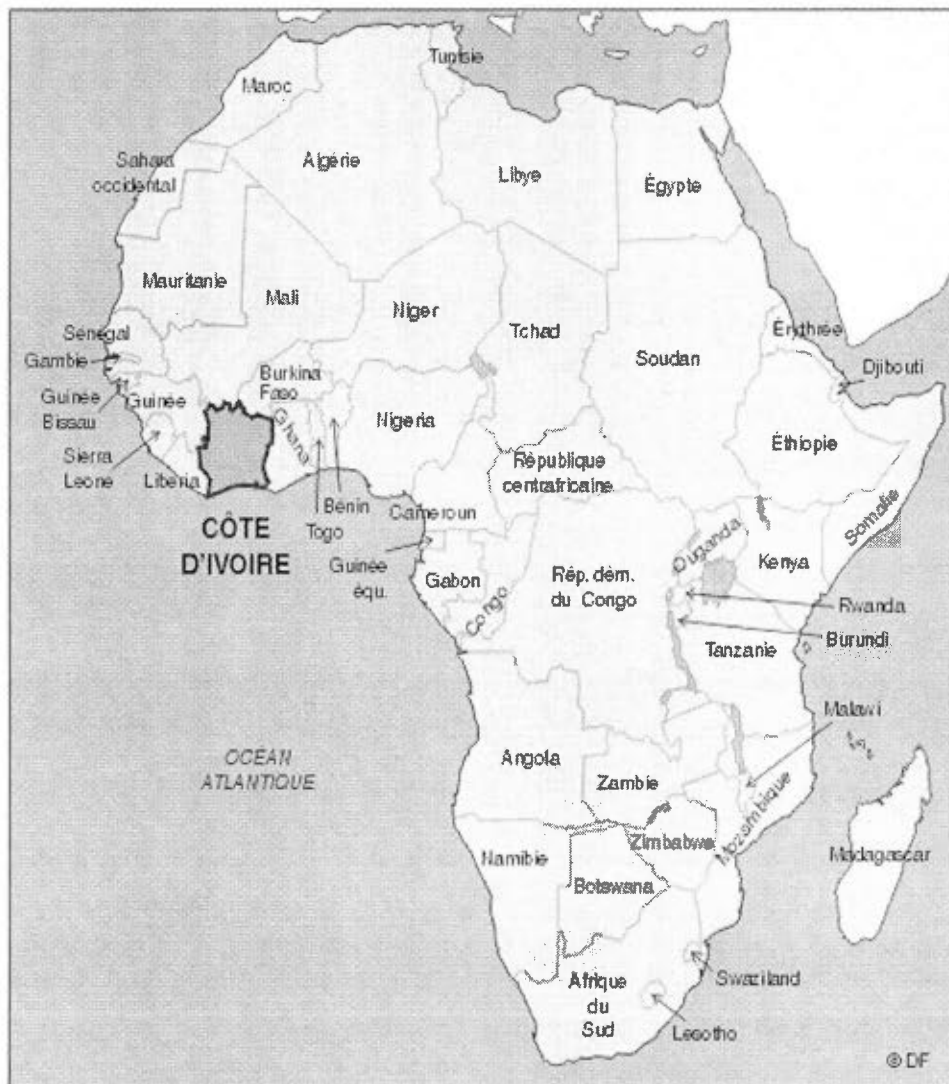 Tunisie
Maroc
Algérie
Libye
Égypte
Sahara
occidental
Mauritanie
Mali
Niger
Tchad
Soudan
Érythrée
Djibouti
Sénégal
Gambie
Guinée
Bissau
Guinée
Burkina
Faso
Ghana
Nigeria
Éthiopie
Somalie
Sierra
Leone
Libéria
CÔTE
D'IVOIRE
Togo
Bénin
Cameroun
République
centrafricaine
Guinée
équ.
Gabon
Congo
Rép. dém.
du Congo
Ouganda
Kenya
Rwanda
Burundi
Tanzanie
Malawi
OCÉAN
ATLANTIQUE
Angola
Zambie
Mozambique
Zimbabwe
Namibie
Botswana
Madagascar
Afrique
du
Sud
Swaziland
Lesotho
© DF